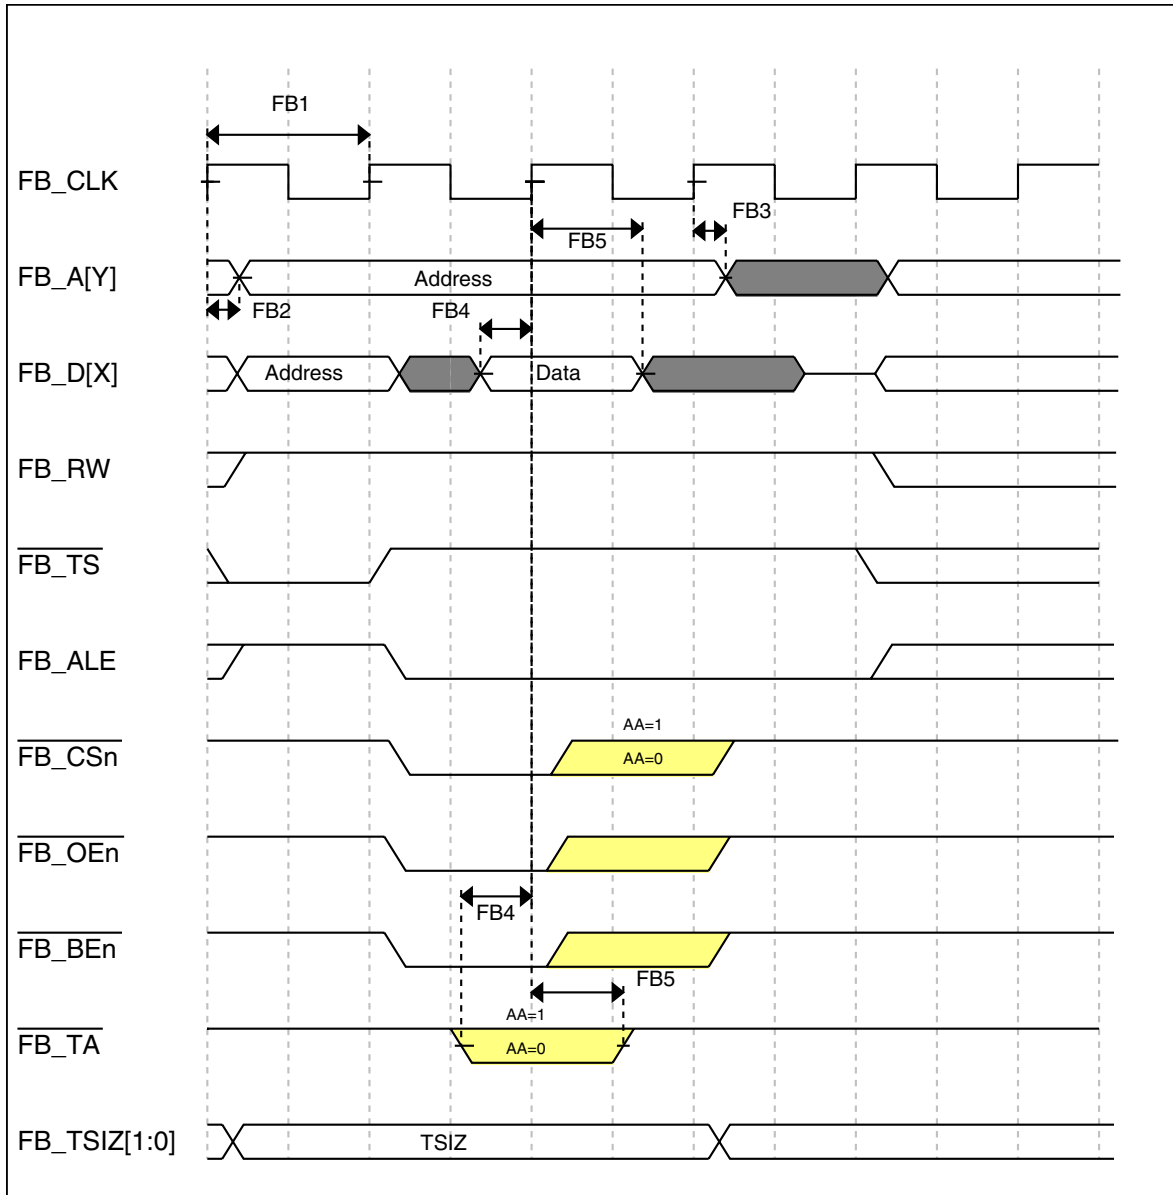 FB1
FB_CLK
FB3
FB5
FB_A[Y]
Address
FB2
FB4
FB_D[X]
Address
Data
FB_RW
FB_TS
FB_ALE
AA=1
FB_CSn
AA=0
FB_OEn
FB4
FB_BEn
FB5
AA=1
FB_TA
AA=0
FB_TSIZ[1:0]
TSIZ